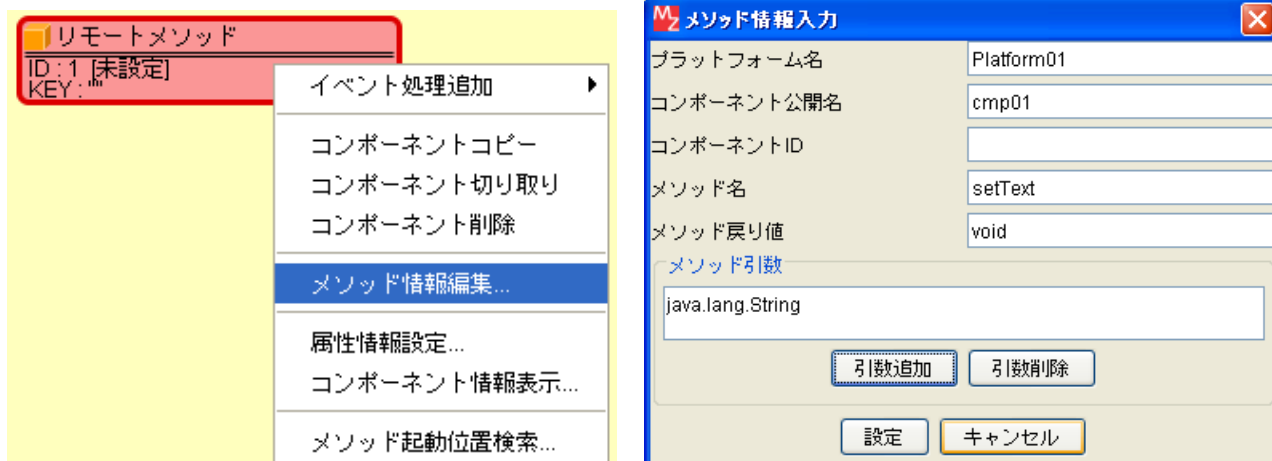 リモートメソッド
ID : 1 [未設定]
KEY : ""
イベント処理追加
コンポーネントコピー
コンポーネント切り取り
コンポーネント削除
メソッド情報編集...
属性情報設定...
コンポーネント情報表示...
メソッド起動位置検索...
MZ メソッド情報入力
プラットフォーム名 Platform01
コンポーネント公開名 cmp01
コンポーネントID
メソッド名 setText
メソッド戻り値 void
メソッド引数
java.lang.String
引数追加 引数削除
設定 キャンセル